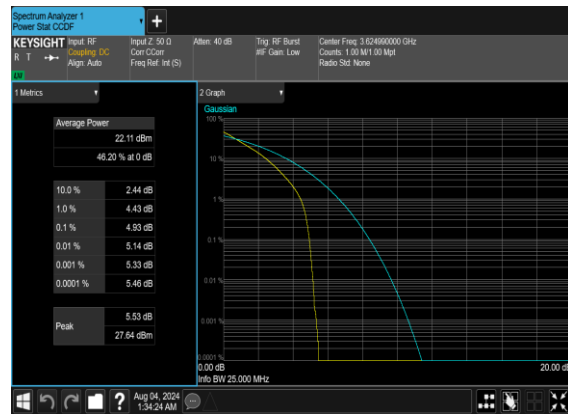 Spectrum Analyzer 1
Power Stat CCDF
KEYSIGHT
R T
LW
Input: RF
Coupling: DC
Align: Auto
Input Z: 50 Ω
Corr CCorr
Freq Ref: Int (S)
Atten: 40 dB
Trig: RF Burst
#IF Gain: Low
Center Freq: 3.624990000 GHz
Counts: 1.00 M/1.00 Mpt
Radio Std: None
1 Metrics
Average Power
22.11 dBm
46.20 % at 0 dB
10.0 % 2.44 dB
1.0 % 4.43 dB
0.1 % 4.93 dB
0.01 % 5.14 dB
0.001 % 5.33 dB
0.0001 % 5.46 dB
Peak 5.53 dB
27.64 dBm
2 Graph
Gaussian
100 %
10 %
1 %
0.1 %
0.01 %
0.001 %
0.0001 %
0.00 dB
20.00 dB
Info BW 25.000 MHz
?
Aug 04, 2024
1:34:24 AM